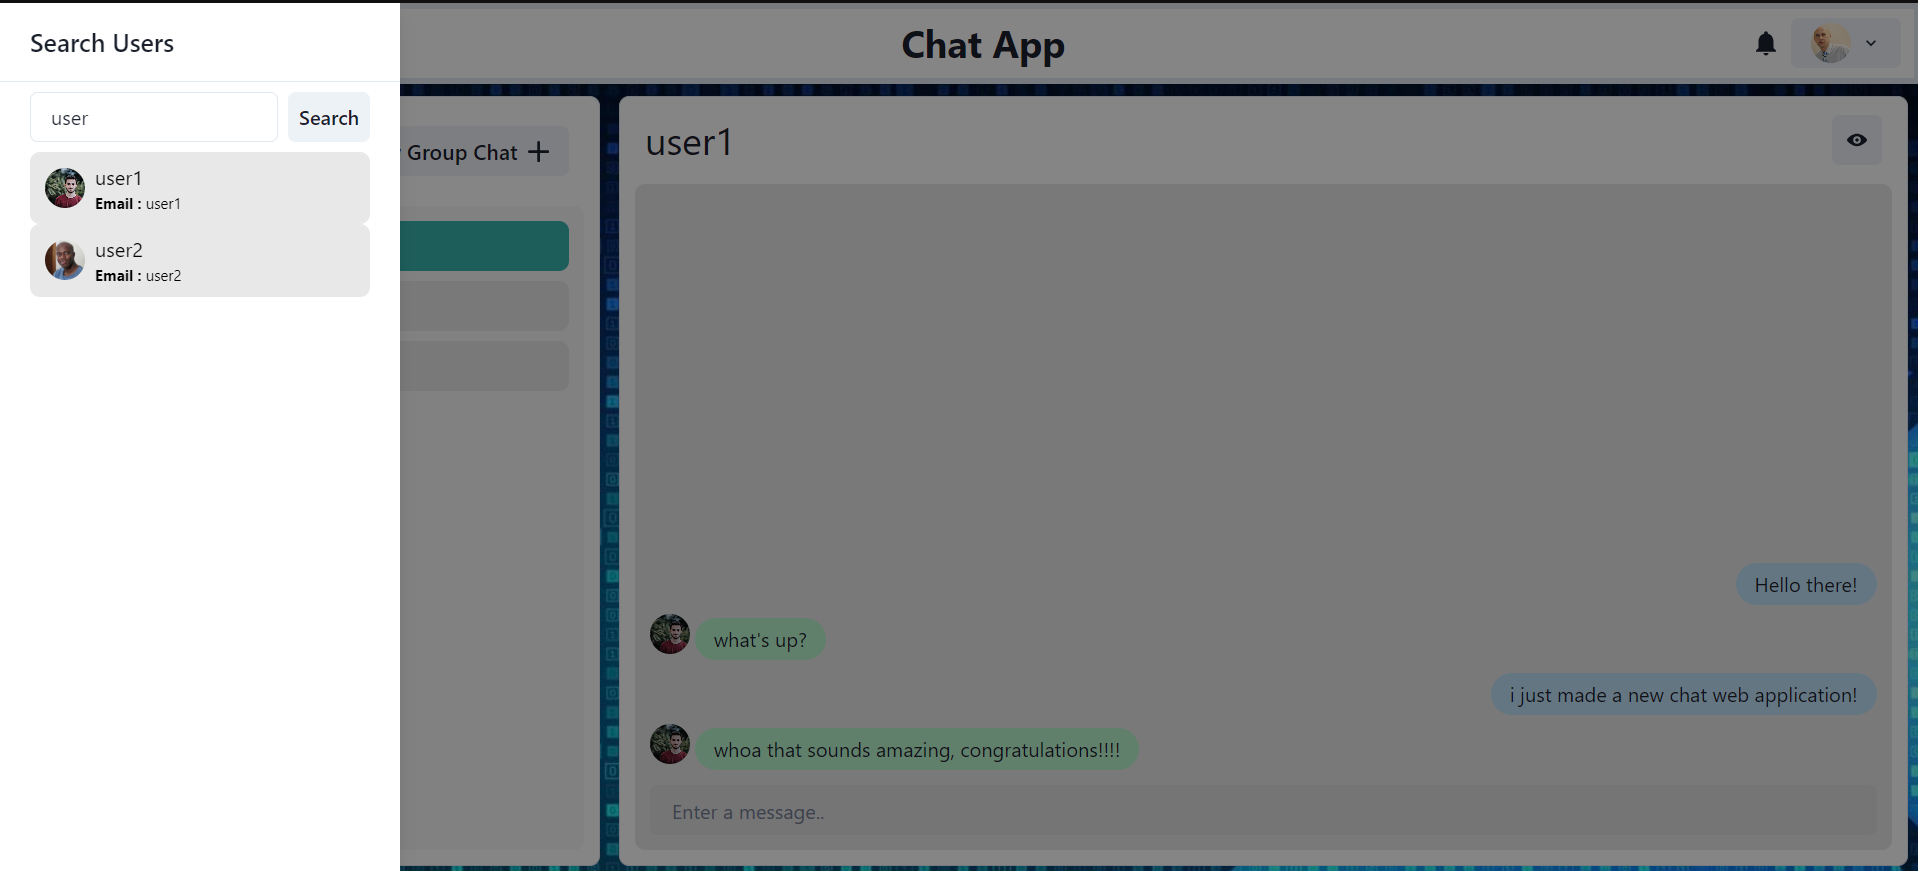 Search Users
user
Search
user1
Email : user1
user2
Email : user2
Chat App
Group Chat
user1
Hello there!
what's up?
i just made a new chat web application!
whoa that sounds amazing, congratulations!!!!
Enter a message..